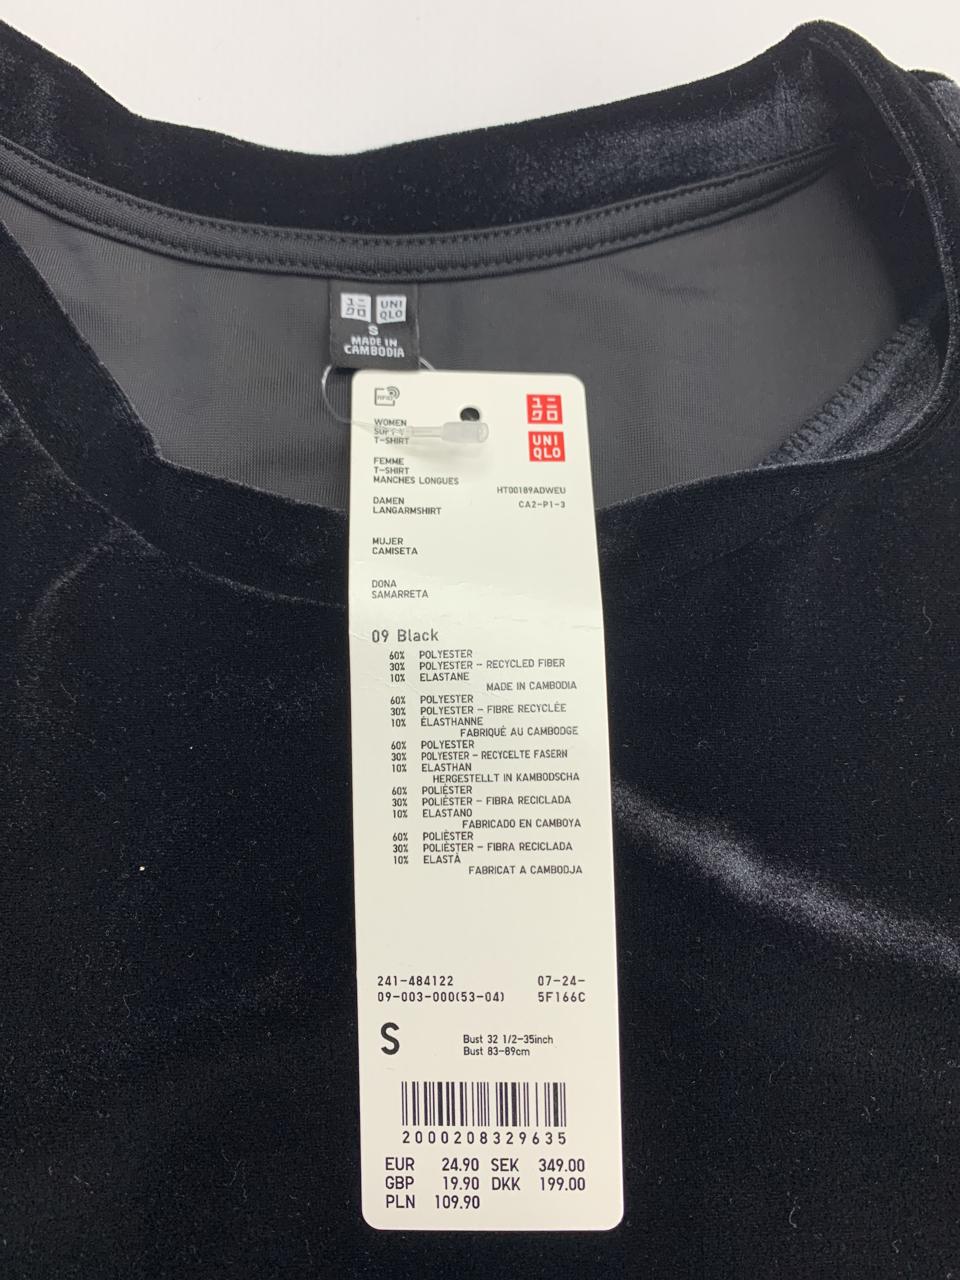 ユニ
クロ
UNI
QLO
S
MADE IN
CAMBODIA
RFID
ユニ
クロ
UNI
QLO
WOMEN
T-SHIRT
FEMME
T-SHIRT
MANCHES LONGUES
HT00189ADWEU
CA2-P1-3
DAMEN
LANGARMSHIRT
MUJER
CAMISETA
DONA
SAMARRETA
09 Black
60% POLYESTER
30% POLYESTER - RECYCLED FIBER
10% ELASTANE
MADE IN CAMBODIA
60% POLYESTER
30% POLYESTER - FIBRE RECYCLÉE
10% ÉLASTHANNE
FABRIQUÉ AU CAMBODGE
60% POLYESTER
30% POLYESTER - RECYCELTE FASERN
10% ELASTHAN
HERGESTELLT IN KAMBODSCHA
60% POLIÉSTER
30% POLIÉSTER - FIBRA RECICLADA
10% ELASTANO
FABRICADO EN CAMBOYA
60% POLIÈSTER
30% POLIÈSTER - FIBRA RECICLADA
10% ELASTÀ
FABRICAT A CAMBODJA
241-484122 07-24-
09-003-000(53-04) 5F166C
S
Bust 32 1/2-35inch
Bust 83-89cm
2000208329635
EUR 24.90 SEK 349.00
GBP 19.90 DKK 199.00
PLN 109.90